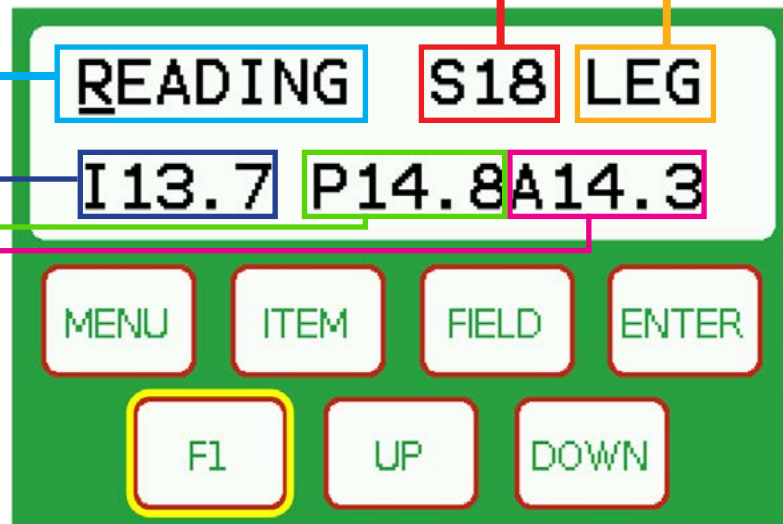 READING S18 LEG
I13.7 P14.8A14.3
MENU ITEM FIELD ENTER
F1 UP DOWN